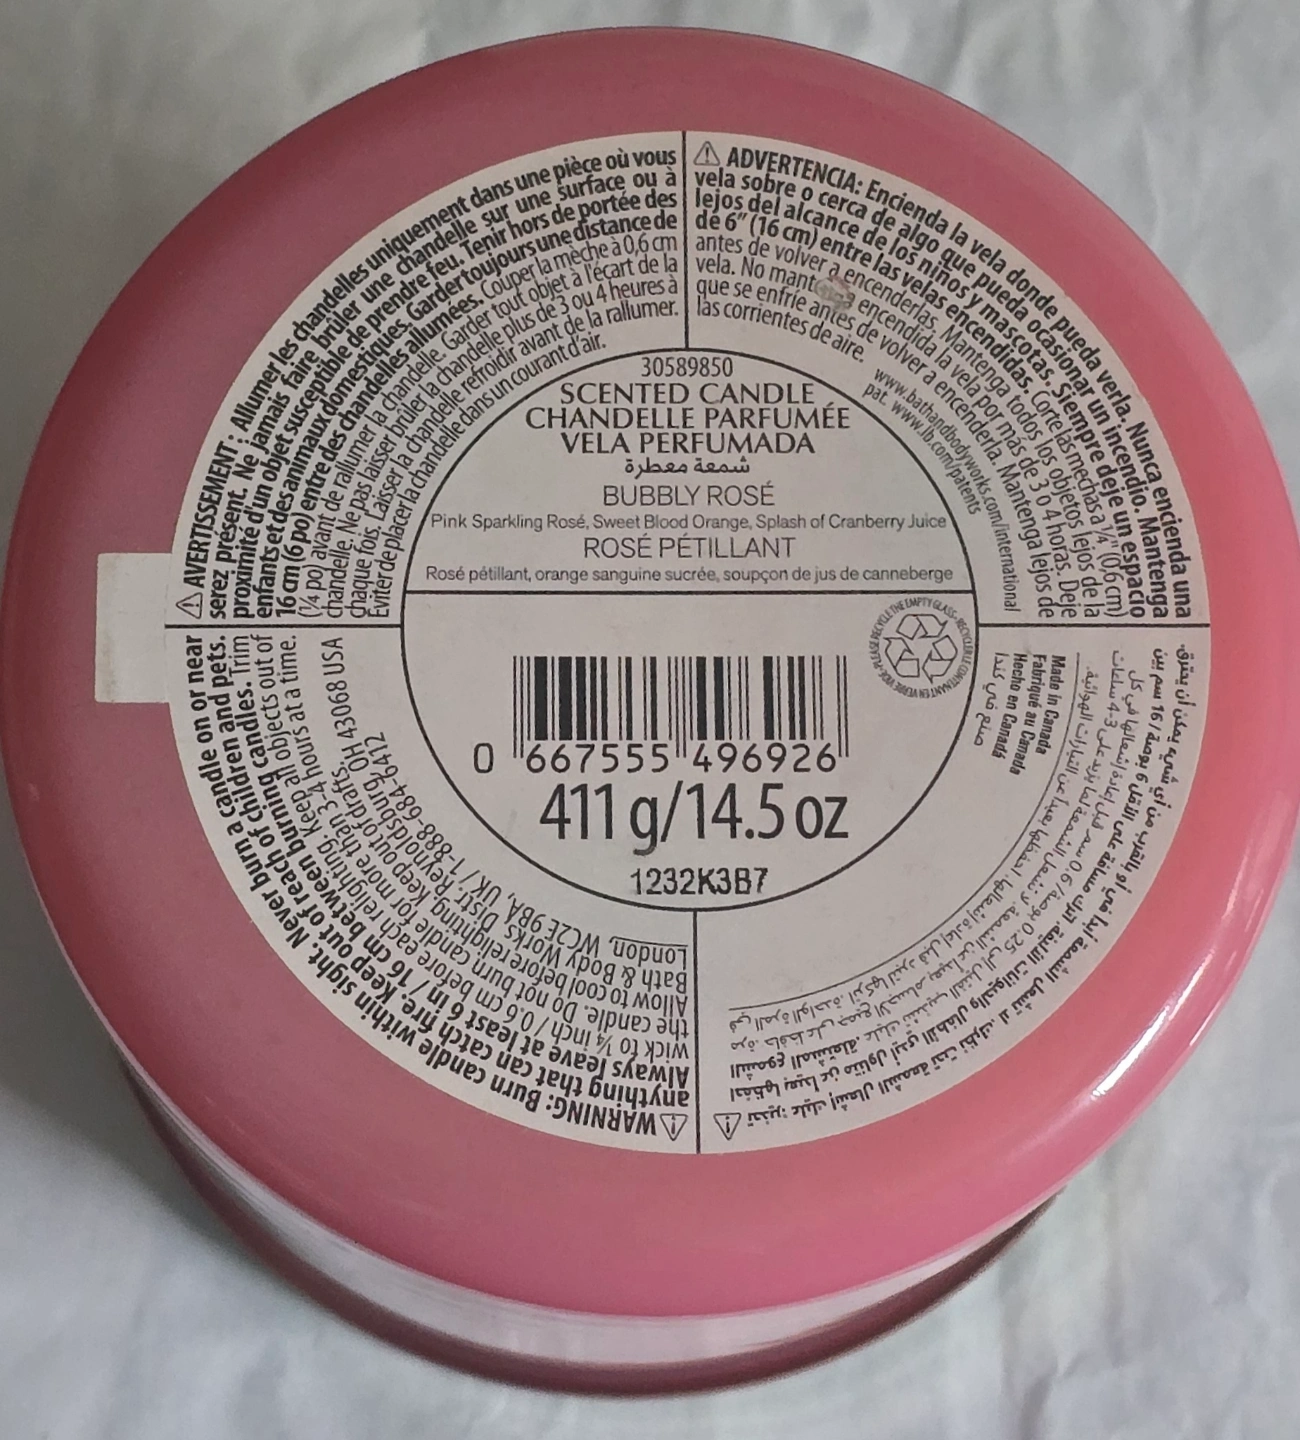 30589850
SCENTED CANDLE
CHANDELLE PARFUMÉE
VELA PERFUMADA
شمعة معطرة
BUBBLY ROSÉ
Pink Sparkling Rosé, Sweet Blood Orange, Splash of Cranberry Juice
ROSÉ PÉTILLANT
Rosé pétillant, orange sanguine sucrée, soupçon de jus de canneberge
0 667555 496926
411 g/14.5 oz
1232K3B7
⚠ AVERTISSEMENT : Allumer les chandelles uniquement dans une pièce où vous
serez présent. Ne jamais faire brûler une chandelle sur une surface ou à
proximité d'un objet susceptible de prendre feu. Tenir hors de portée des
enfants et des animaux domestiques. Garder toujours une distance de
16 cm (6 po) entre des chandelles allumées. Couper la mèche à 0,6 cm
(¼ po) avant de rallumer la chandelle. Garder tout objet à l'écart de la
chandelle. Ne pas laisser brûler la chandelle plus de 3 ou 4 heures à
chaque fois. Laisser la chandelle refroidir avant de la rallumer.
Éviter de placer la chandelle dans un courant d'air.
⚠ ADVERTENCIA: Encienda la vela donde pueda verla. Nunca encienda una
vela sobre o cerca de algo que pueda ocasionar un incendio. Mantenga
lejos del alcance de los niños y mascotas. Siempre deje un espacio
de 6” (16 cm) entre las velas encendidas. Corte las mechas a ¼” (0,6 cm)
antes de volver a encenderlas. Mantenga todos los objetos lejos de la
vela. No encendida la vela por más de 3 o 4 horas. Deje
que se enfríe antes de volver a encenderla. Mantenga lejos de
las corrientes de aire.
www.bathandbodyworks.com/international
pat. www.lb.com/patents
PLEASE RECYCLE THE EMPTY GLASS
RECYCLER LE CONTENANT EN VERRE VIDE
Made in Canada
Fabriqué au Canada
Hecho en Canadá
صنع في كندا
⚠ WARNING: Burn candle within sight. Never burn a candle on or near
anything that can catch fire. Keep out of reach of children and pets.
Always leave at least 6 in / 16 cm between burning candles. Trim
wick to ¼ inch / 0.6 cm before each relighting. Keep all objects out of
the candle. Do not burn candle for more than 3-4 hours at a time.
Allow to cool before relighting. Keep out of drafts.
Bath & Body Works Distr. Reynoldsburg, OH 43068 USA
London, WC2E 9BA, UK / 1-888-684-6412